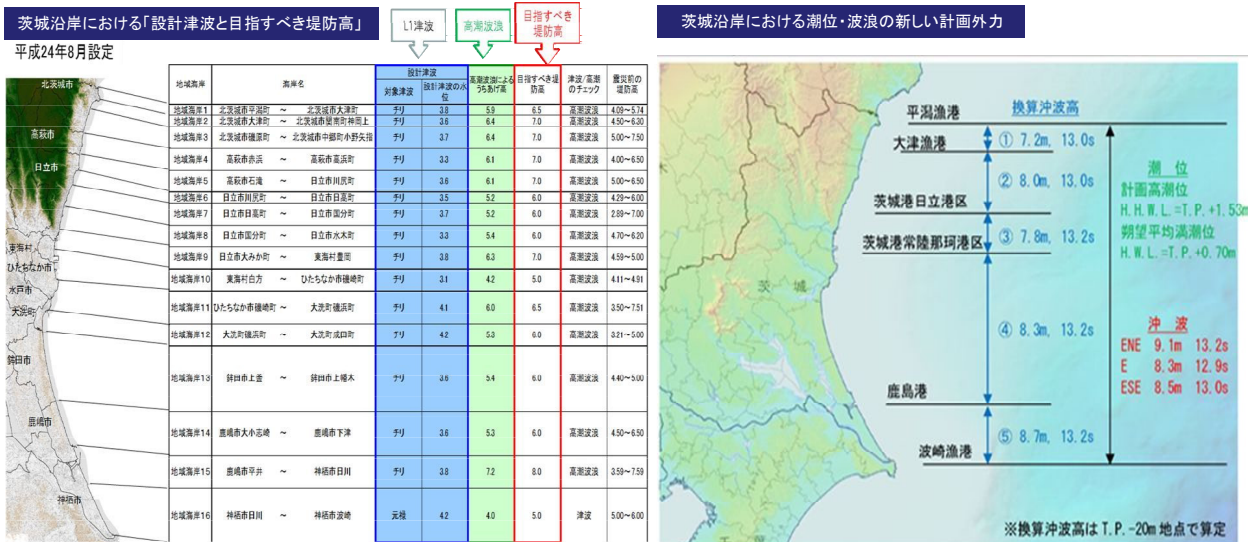 茨城沿岸における「設計津波と目指すべき堤防高」
平成24年8月設定
L1津波
高潮波浪
目指すべき
堤防高
北茨城市
高萩市
日立市
東海村
ひたちなか市
水戸市
大洗町
鉾田市
鹿嶋市
神栖市
地域海岸 海岸名 設計津波 高潮波浪による うちあげ高 目指すべき堤防高 津波/高潮のチェック 震災前の堤防高
対象津波 設計津波の水位
地域海岸1 北茨城市平潟町 ～ 北茨城市大津町 チリ 3.8 5.9 6.5 高潮波浪 4.09～5.74
地域海岸2 北茨城市大津町 ～ 北茨城市関南町神岡上 チリ 3.6 6.4 7.0 高潮波浪 4.50～6.30
地域海岸3 北茨城市磯原町 ～ 北茨城市中郷町小野矢指 チリ 3.7 6.4 7.0 高潮波浪 5.00～7.50
地域海岸4 高萩市赤浜 ～ 高萩市高浜町 チリ 3.3 6.1 7.0 高潮波浪 4.00～6.50
地域海岸5 高萩市石滝 ～ 日立市川尻町 チリ 3.6 6.1 7.0 高潮波浪 5.00～6.50
地域海岸6 日立市川尻町 ～ 日立市日高町 チリ 3.5 5.2 6.0 高潮波浪 4.29～6.00
地域海岸7 日立市日高町 ～ 日立市国分町 チリ 3.7 5.2 6.0 高潮波浪 2.89～7.00
地域海岸8 日立市国分町 ～ 日立市水木町 チリ 3.3 5.4 6.0 高潮波浪 4.70～6.20
地域海岸9 日立市大みか町 ～ 東海村豊岡 チリ 3.8 6.3 7.0 高潮波浪 4.59～5.00
地域海岸10 東海村白方 ～ ひたちなか市磯崎町 チリ 3.1 4.2 5.0 高潮波浪 4.11～4.91
地域海岸11 ひたちなか市磯崎町 ～ 大洗町磯浜町 チリ 4.1 6.0 6.5 高潮波浪 3.50～7.51
地域海岸12 大洗町磯浜町 ～ 大洗町成田町 チリ 4.2 5.3 6.0 高潮波浪 3.21～5.00
地域海岸13 鉾田市上釜 ～ 鉾田市上幡木 チリ 3.6 5.4 6.0 高潮波浪 4.40～5.00
地域海岸14 鹿嶋市大小志崎 ～ 鹿嶋市下津 チリ 3.6 5.3 6.0 高潮波浪 4.50～6.50
地域海岸15 鹿嶋市平井 ～ 神栖市日川 チリ 3.8 7.2 8.0 高潮波浪 3.59～7.59
地域海岸16 神栖市日川 ～ 神栖市波崎 元禄 4.2 4.0 5.0 津波 5.00～6.00
茨城沿岸における潮位・波浪の新しい計画外力
平潟漁港
換算沖波高
大津漁港
① 7.2m, 13.0s
② 8.0m, 13.0s
茨城港日立港区
③ 7.8m, 13.2s
茨城港常陸那珂港区
④ 8.3m, 13.2s
鹿島港
⑤ 8.7m, 13.2s
波崎漁港
茨城
千葉
潮位
計画高潮位
H.H.W.L.=T.P.+1.53m
朔望平均満潮位
H.W.L.=T.P.+0.70m
沖波
ENE 9.1m 13.2s
E 8.3m 12.9s
ESE 8.5m 13.0s
※換算沖波高はT.P.-20m地点で算定